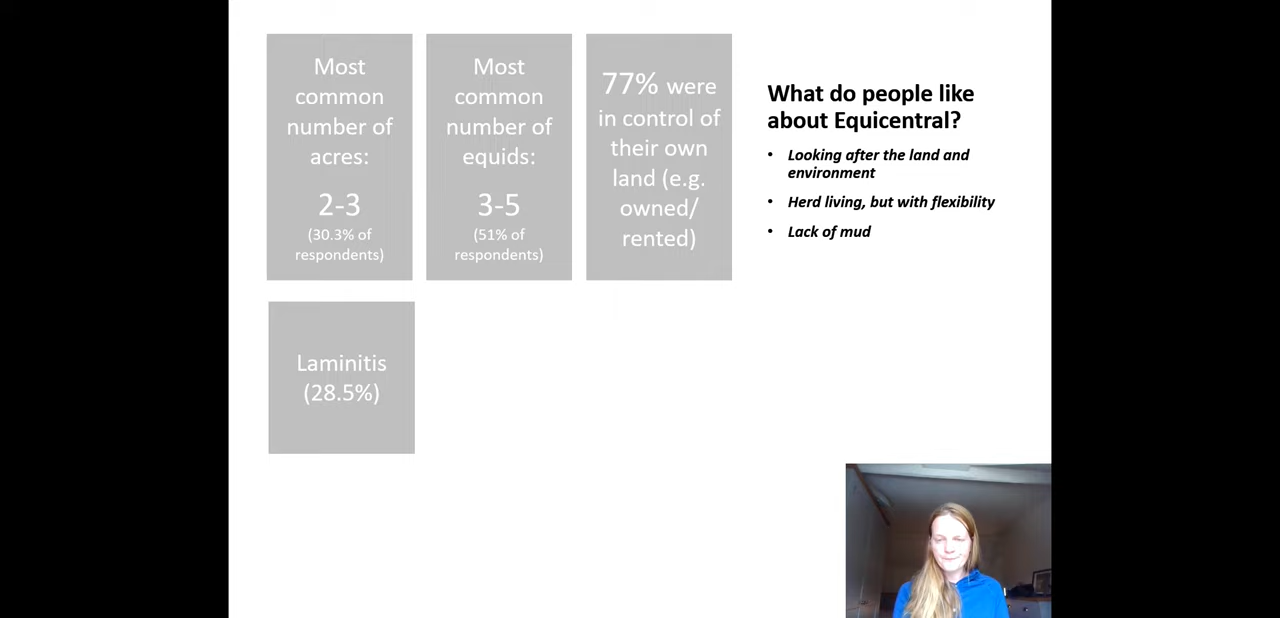 Most
common
number of
acres:
2-3
(30.3% of
respondents)
Most
common
number of
equids:
3-5
(51% of
respondents)
77% were
in control of
their own
land (e.g.
owned/
rented)
What do people like
about Equicentral?
• Looking after the land and
environment
• Herd living, but with flexibility
• Lack of mud
Laminitis
(28.5%)